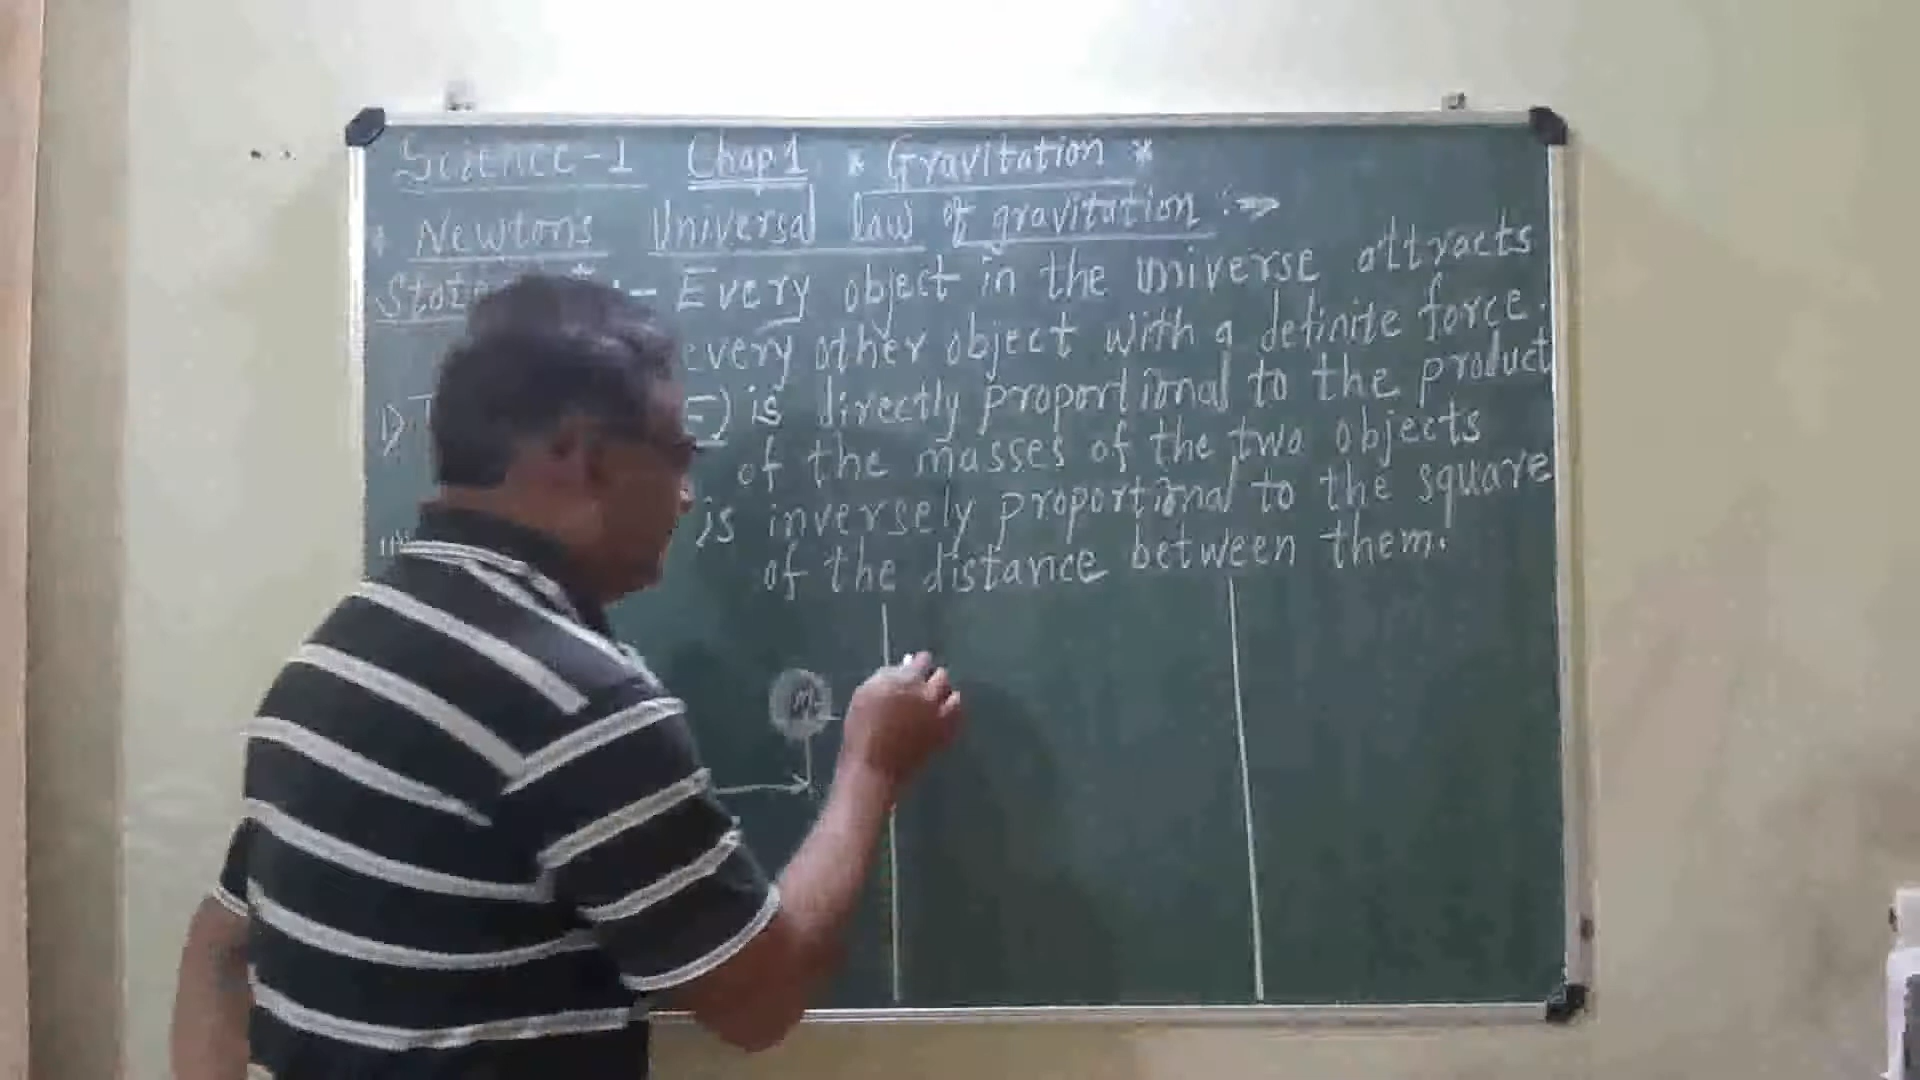 Science-1 Chap 1 * Gravitation *
* Newtons Universal law of gravitation :→
:- Every object in the universe attracts
every other object with a definite force.
is directly proportional to the product
of the masses of the two objects
is inversely proportional to the square
of the distance between them.